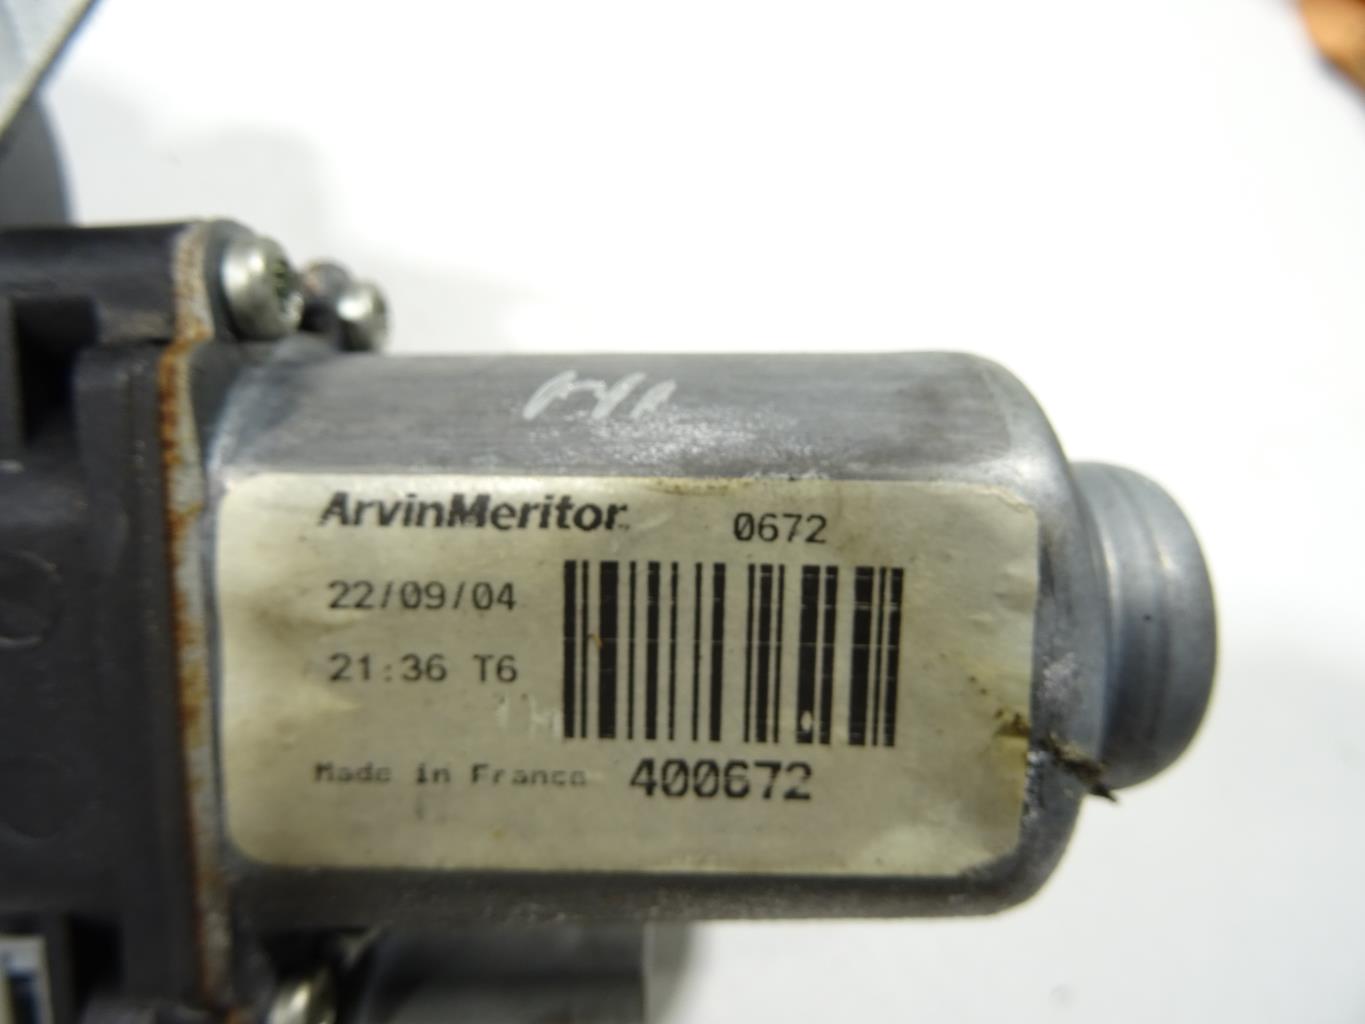 ArvinMeritor 0672
22/09/04
21:36 T6
Made in France 400672